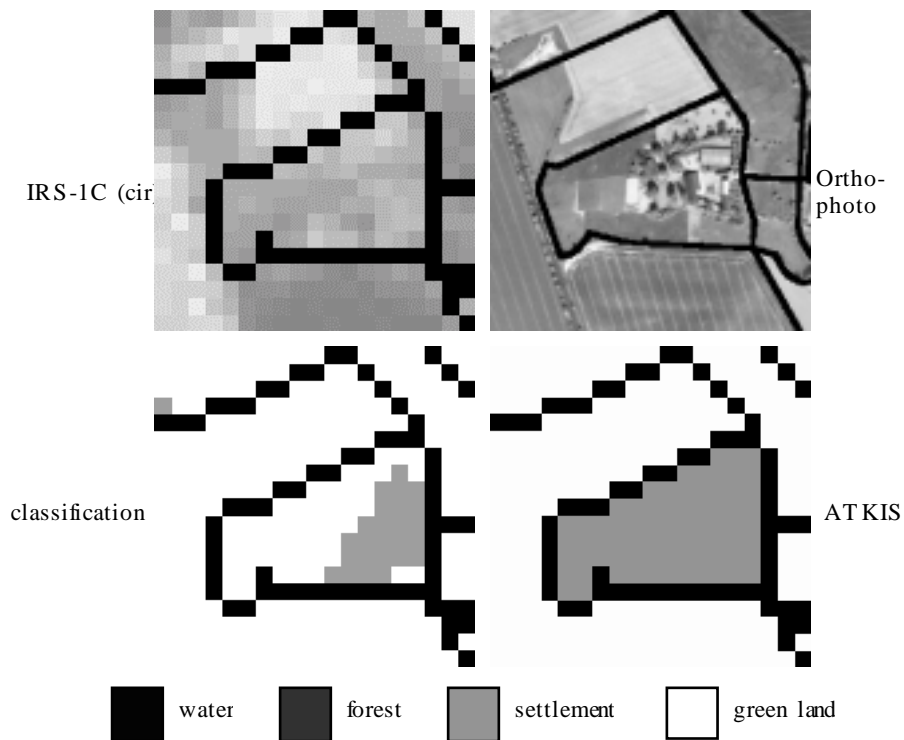 IRS-1C (cir)
Ortho-
photo
classification
ATKIS
water
forest
settlement
green land